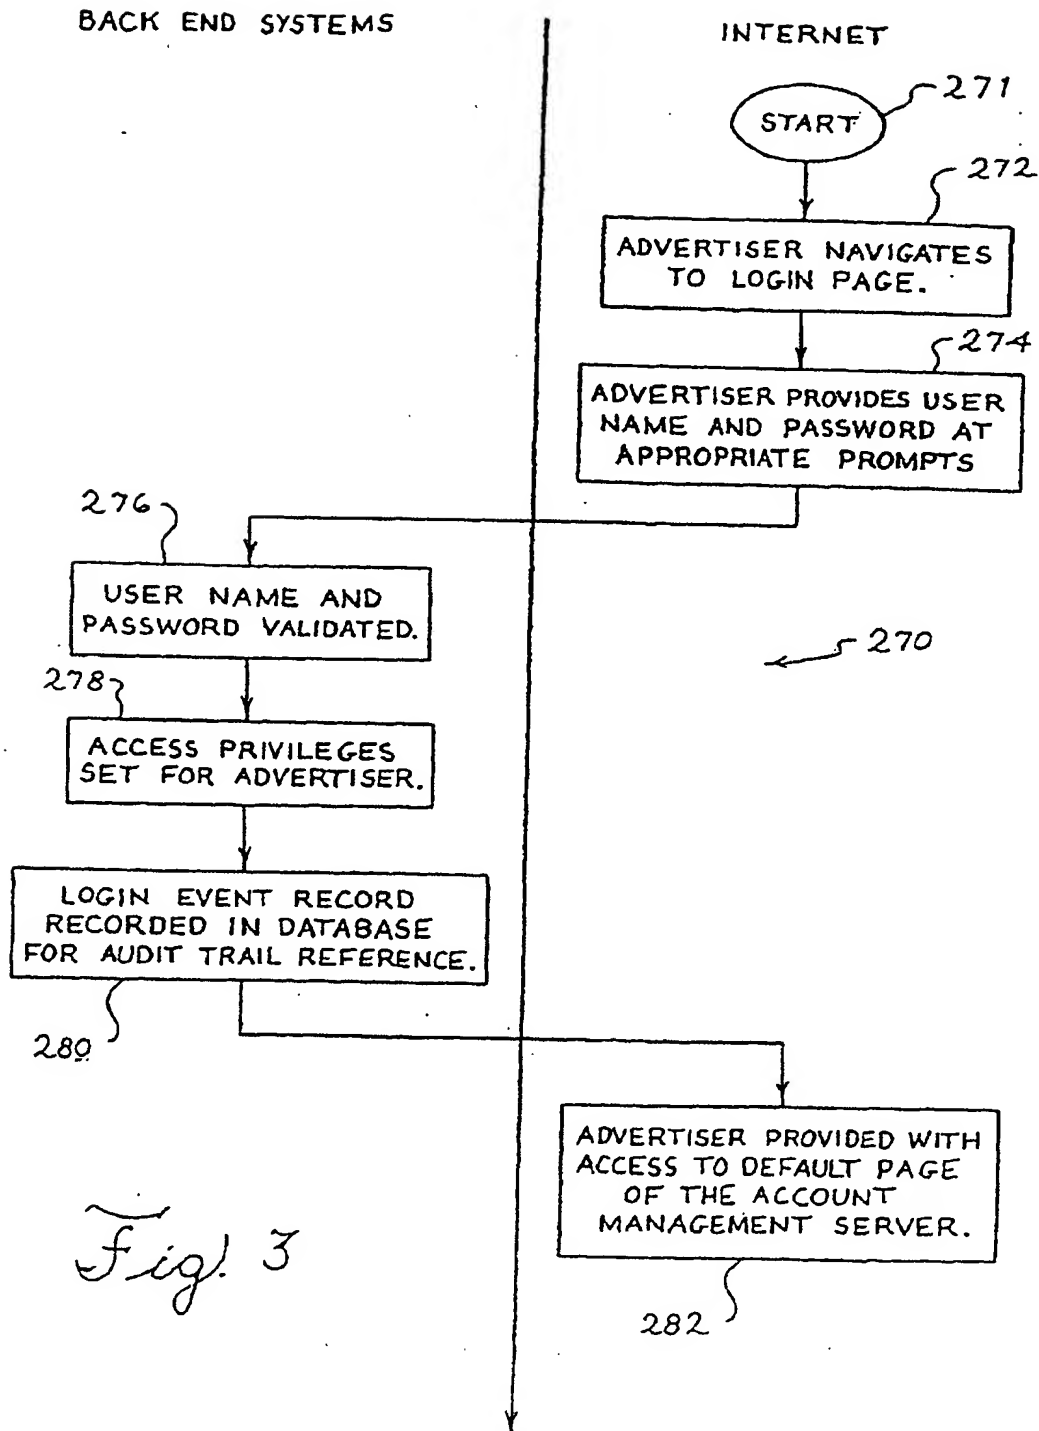 BACK END SYSTEMS
INTERNET
271
START
272
ADVERTISER NAVIGATES
TO LOGIN PAGE.
274
ADVERTISER PROVIDES USER
NAME AND PASSWORD AT
APPROPRIATE PROMPTS
276
USER NAME AND
PASSWORD VALIDATED.
270
278
ACCESS PRIVILEGES
SET FOR ADVERTISER.
LOGIN EVENT RECORD
RECORDED IN DATABASE
FOR AUDIT TRAIL REFERENCE.
280
ADVERTISER PROVIDED WITH
ACCESS TO DEFAULT PAGE
OF THE ACCOUNT
MANAGEMENT SERVER.
282
Fig. 3